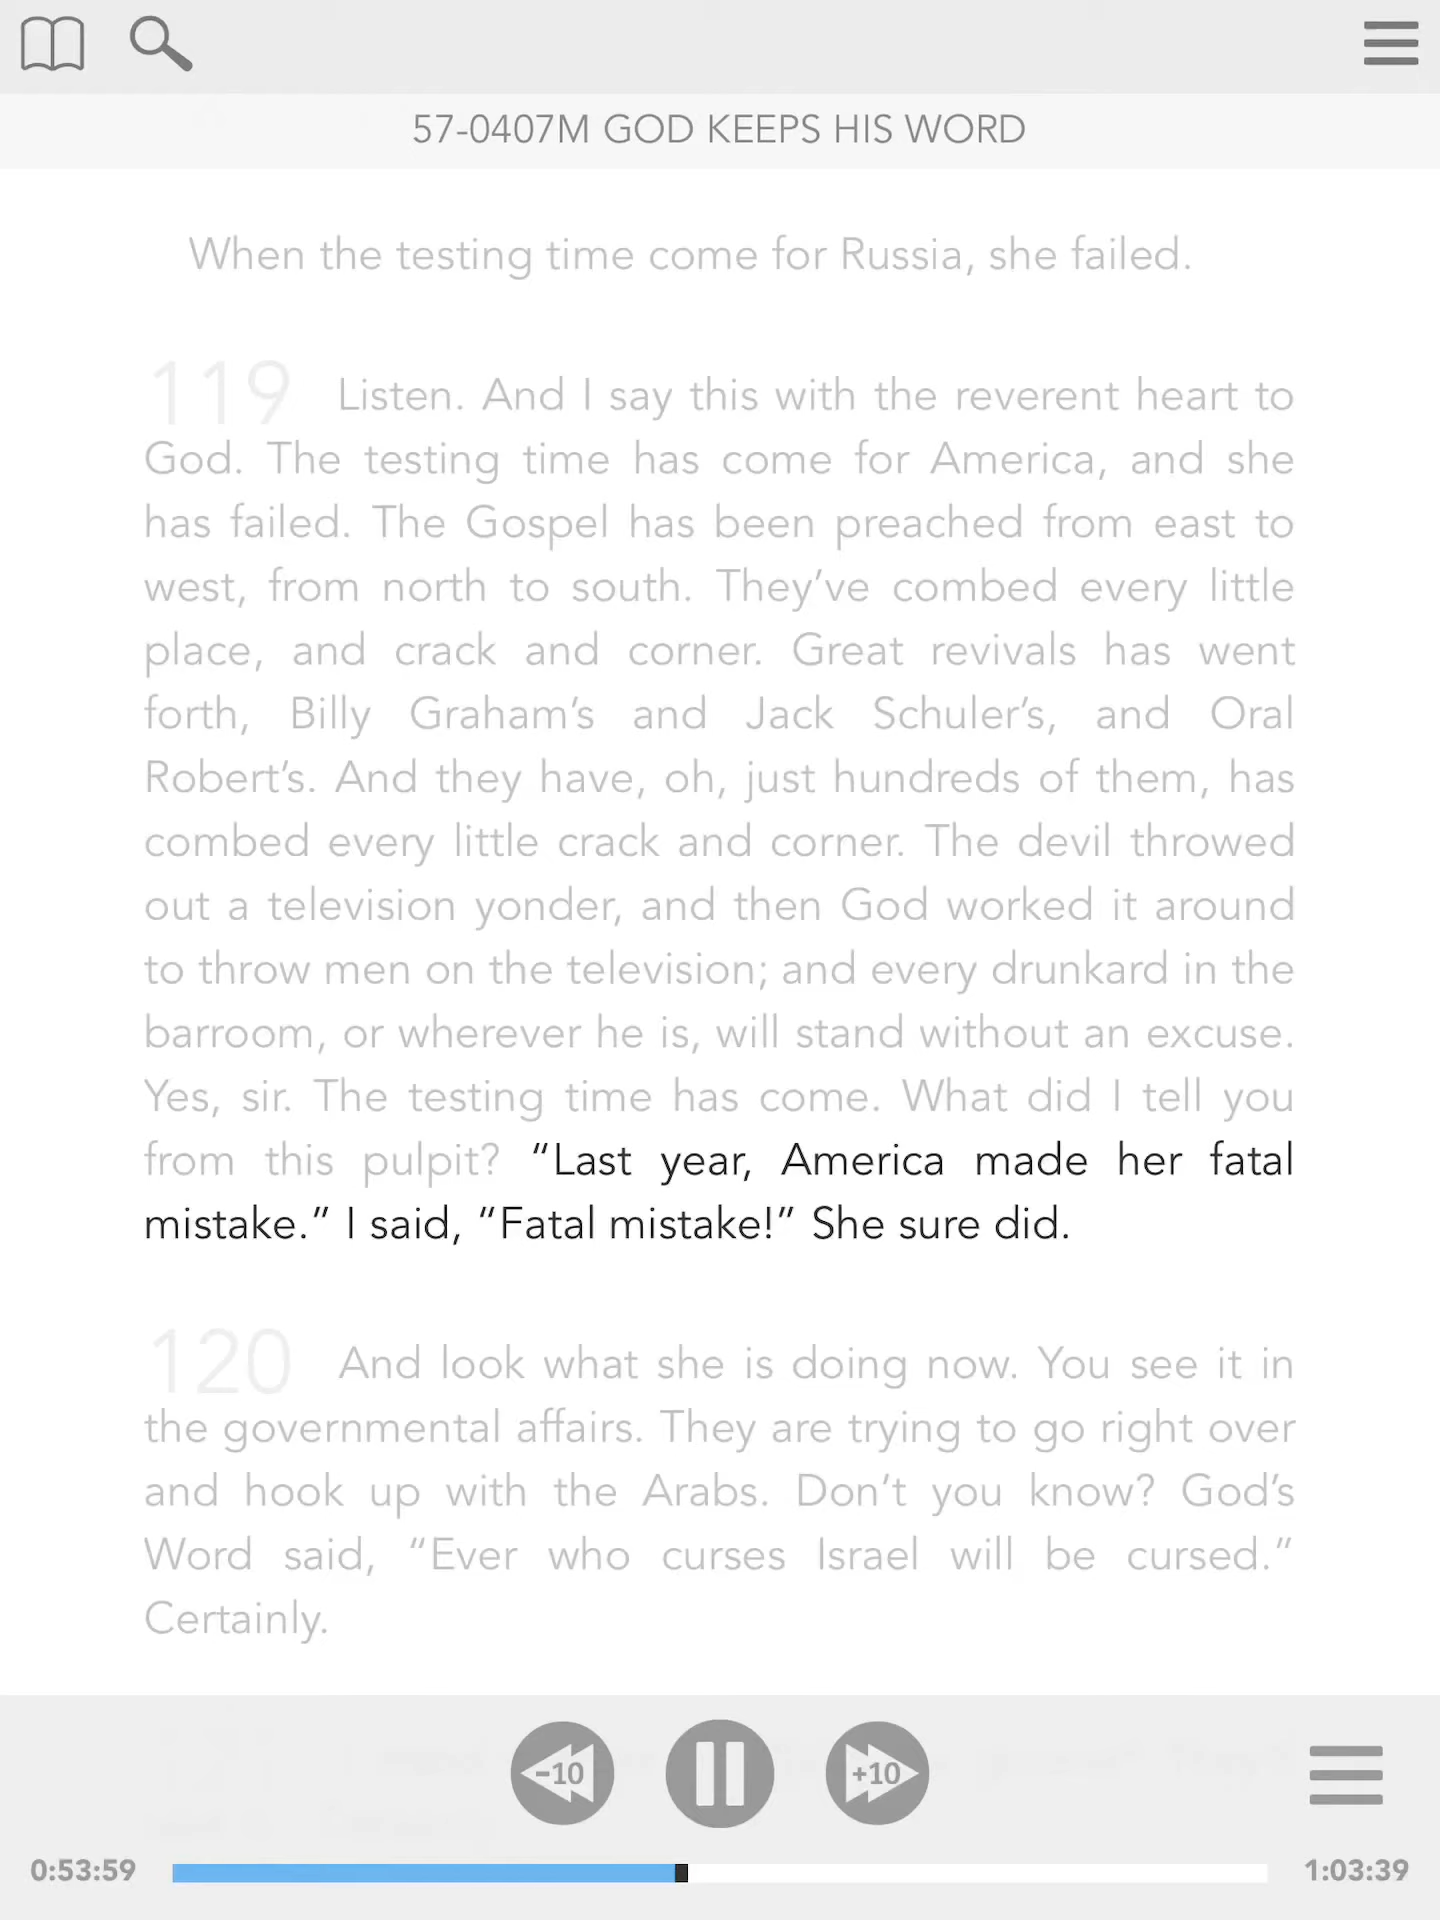 57-0407M GOD KEEPS HIS WORD
When the testing time come for Russia, she failed.
119 Listen. And I say this with the reverent heart to
God. The testing time has come for America, and she
has failed. The Gospel has been preached from east to
west, from north to south. They’ve combed every little
place, and crack and corner. Great revivals has went
forth, Billy Graham’s and Jack Schuler’s, and Oral
Robert’s. And they have, oh, just hundreds of them, has
combed every little crack and corner. The devil throwed
out a television yonder, and then God worked it around
to throw men on the television; and every drunkard in the
barroom, or wherever he is, will stand without an excuse.
Yes, sir. The testing time has come. What did I tell you
from this pulpit? “Last year, America made her fatal
mistake.” I said, “Fatal mistake!” She sure did.
120 And look what she is doing now. You see it in
the governmental affairs. They are trying to go right over
and hook up with the Arabs. Don’t you know? God’s
Word said, “Ever who curses Israel will be cursed.”
Certainly.
-10 +10
0:53:59 1:03:39